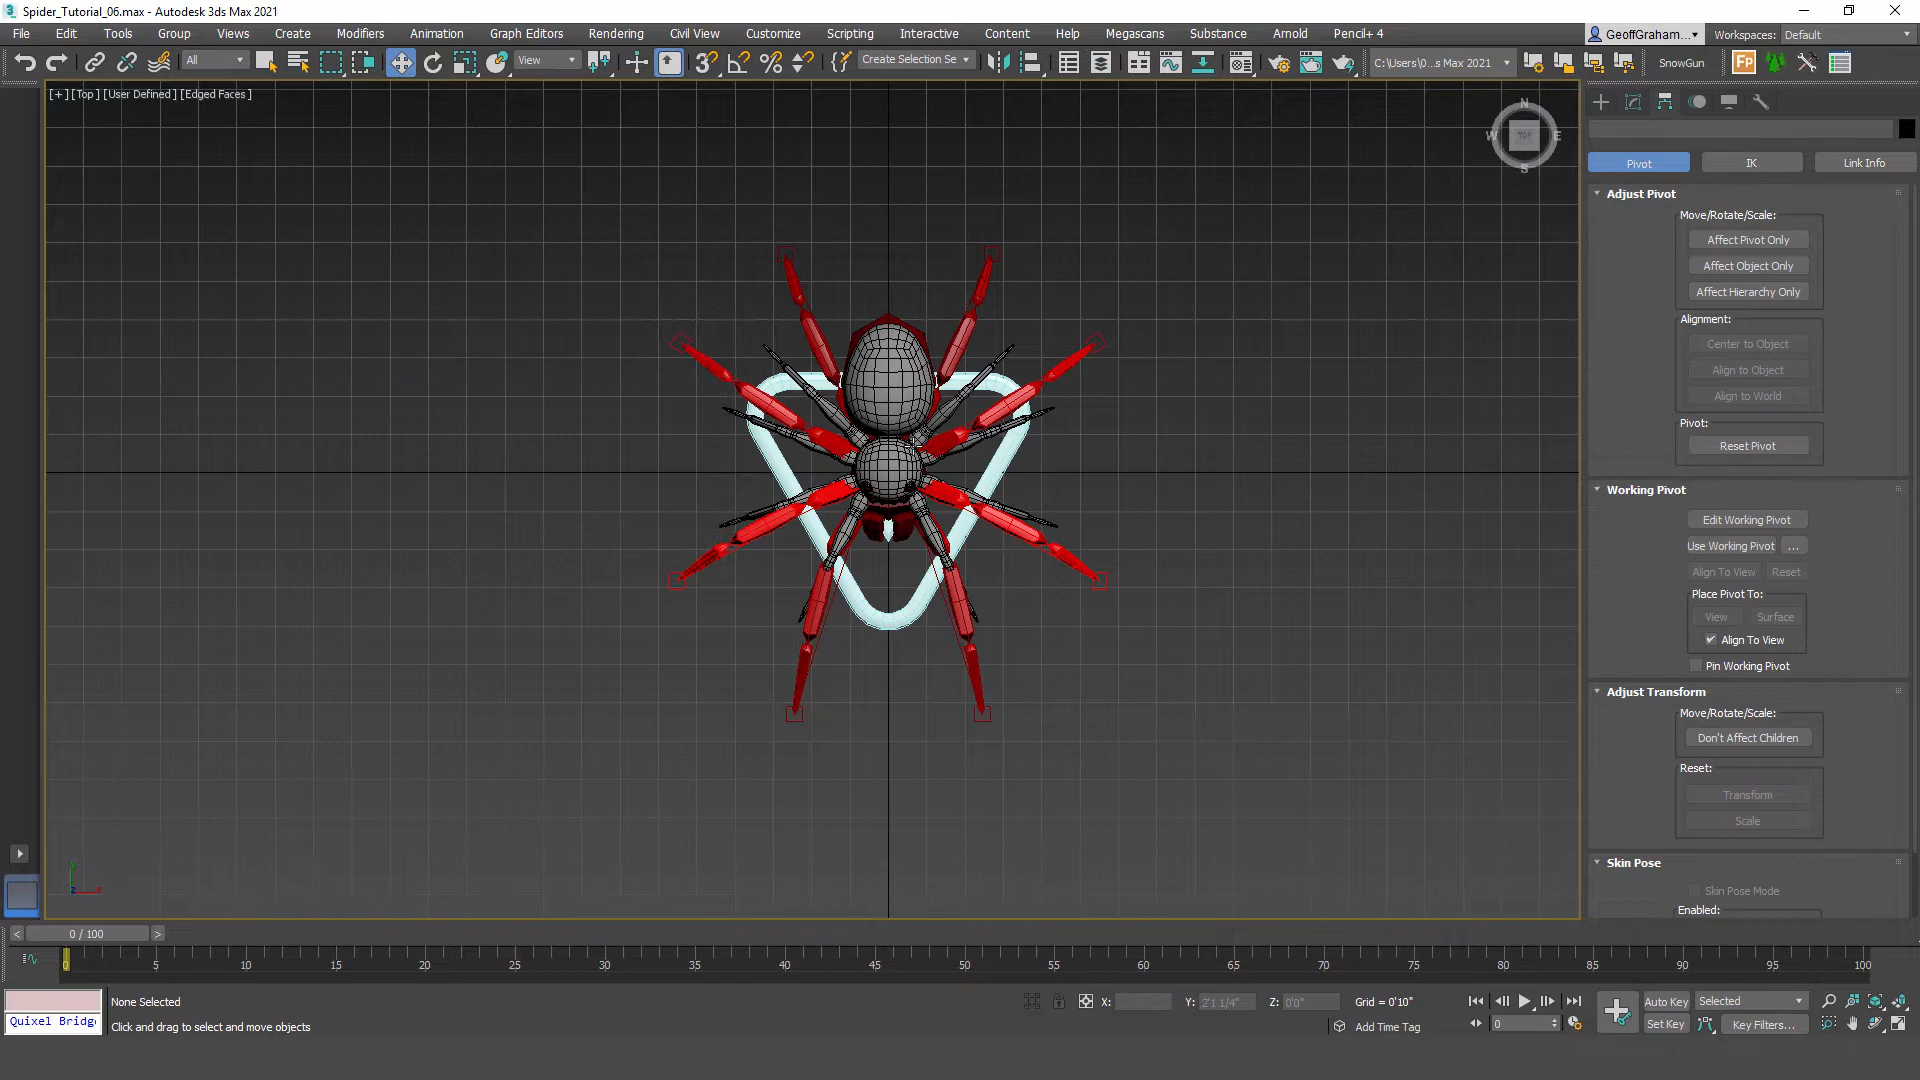 Spider_Tutorial_06.max - Autodesk 3ds Max 2021
File Edit Tools Group Views Create Modifiers Animation Graph Editors Rendering Civil View Customize Scripting Interactive Content Help Megascans Substance Arnold Pencil+ 4 GeoffGraham... Workspaces: Default
All View Create Selection Se C:\Users\0...s Max 2021 SnowGun
[+] [Top] [User Defined] [Edged Faces]
N
W TOP E
S
Pivot IK Link Info
Adjust Pivot
Move/Rotate/Scale:
Affect Pivot Only
Affect Object Only
Affect Hierarchy Only
Alignment:
Center to Object
Align to Object
Align to World
Pivot:
Reset Pivot
Working Pivot
Edit Working Pivot
Use Working Pivot ...
Align To View Reset
Place Pivot To:
View Surface
Align To View
Pin Working Pivot
Adjust Transform
Move/Rotate/Scale:
Don't Affect Children
Reset:
Transform
Scale
Skin Pose
Skin Pose Mode
Enabled:
y
z x
< 0 / 100 >
0 5 10 15 20 25 30 35 40 45 50 55 60 65 70 75 80 85 90 95 100
None Selected X: Y: 2'1 1/4" Z: 0'0" Grid = 0'10" Auto Key Selected
Quixel Bridg Click and drag to select and move objects Add Time Tag 0 Set Key Key Filters...